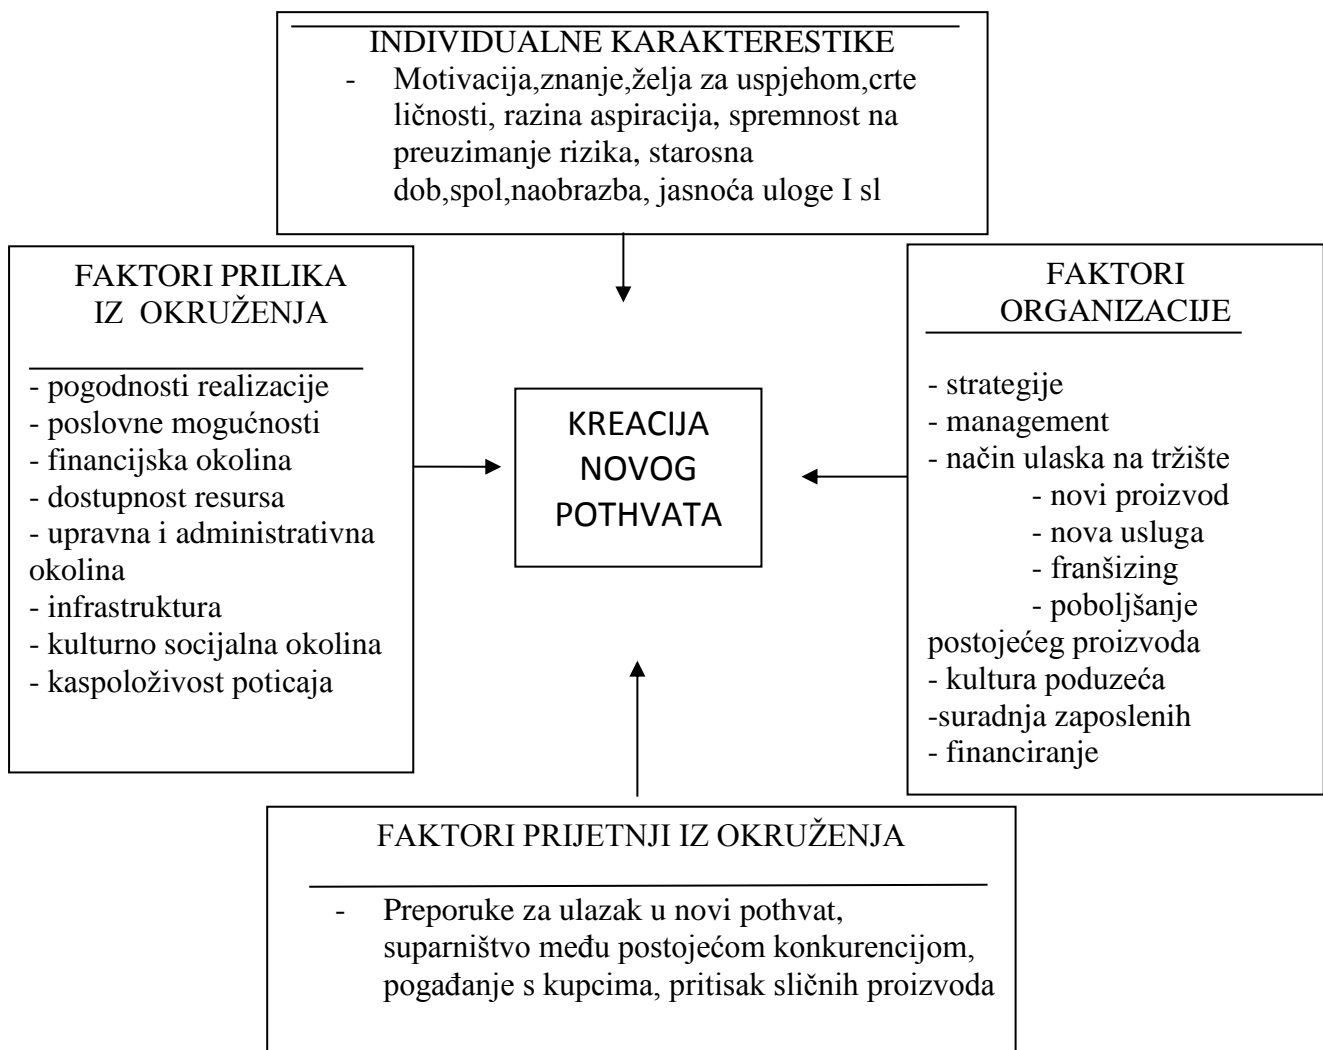 INDIVIDUALNE KARAKTERESTIKE
- Motivacija,znanje,želja za uspjehom,crte
ličnosti, razina aspiracija, spremnost na
preuzimanje rizika, starosna
dob,spol,naobrazba, jasnoća uloge I sl
FAKTORI PRILIKA
IZ OKRUŽENJA
- pogodnosti realizacije
- poslovne mogućnosti
- financijska okolina
- dostupnost resursa
- upravna i administrativna
okolina
- infrastruktura
- kulturno socijalna okolina
- kaspoloživost poticaja
KREACIJA
NOVOG
POTHVATA
FAKTORI
ORGANIZACIJE
- strategije
- management
- način ulaska na tržište
- novi proizvod
- nova usluga
- franšizing
- poboljšanje
postojećeg proizvoda
- kultura poduzeća
-suradnja zaposlenih
- financiranje
FAKTORI PRIJETNJI IZ OKRUŽENJA
- Preporuke za ulazak u novi pothvat,
suparništvo među postojećom konkurencijom,
pogađanje s kupcima, pritisak sličnih proizvoda